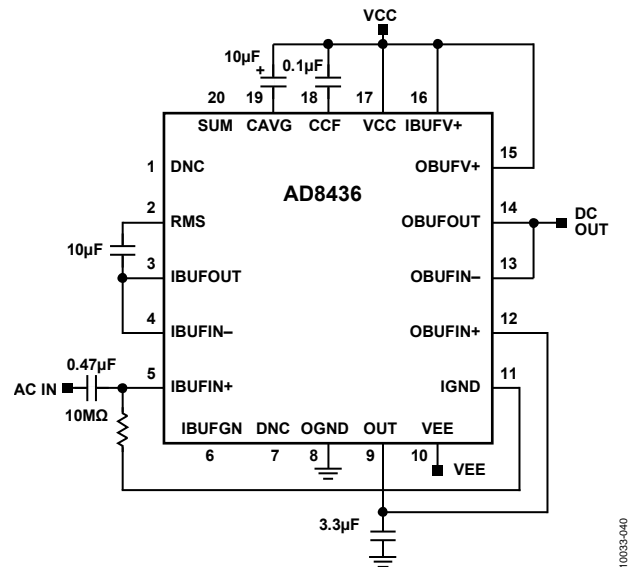 VCC
10µF
+
0.1µF
20 19 18 17 16
SUM CAVG CCF VCC IBUFV+
AD8436
1 DNC
2 RMS
10µF
3 IBUFOUT
4 IBUFIN–
0.47µF
AC IN
5 IBUFIN+
10MΩ
OBUFV+ 15
OBUFOUT 14
DC
OUT
OBUFIN– 13
OBUFIN+ 12
IGND 11
IBUFGN DNC OGND OUT VEE
6 7 8 9 10
VEE
3.3µF
10033-040